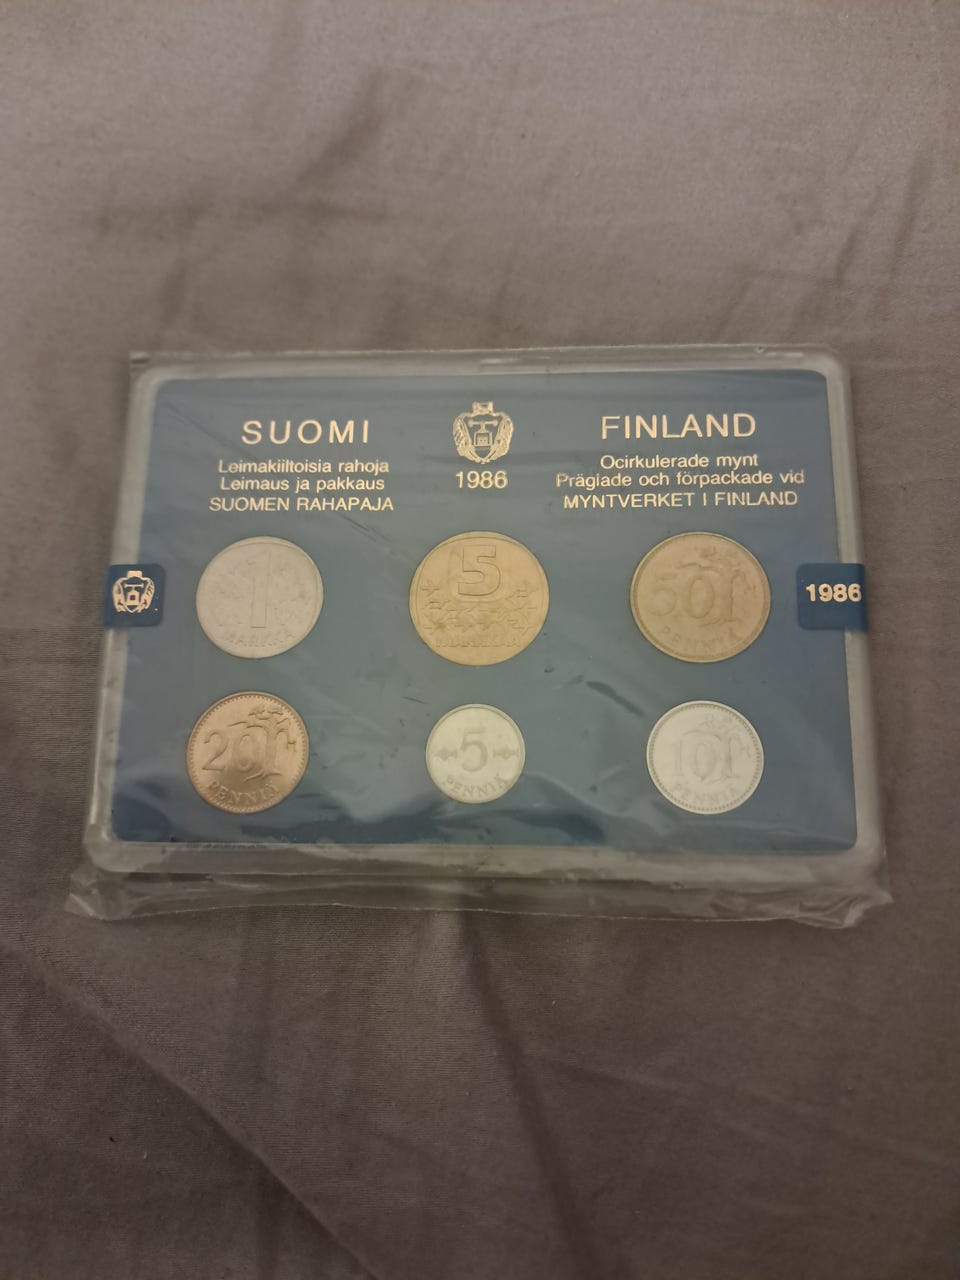 SUOMI
Leimakiiltoisia rahoja
Leimaus ja pakkaus
SUOMEN RAHAPAJA
1986
FINLAND
Ocirkulerade mynt
Präglade och förpackade vid
MYNTVERKET I FINLAND
1986
1
MARKKA
5
MARKKAA
50
PENNIÄ
20
PENNIÄ
5
PENNIÄ
10
PENNIÄ